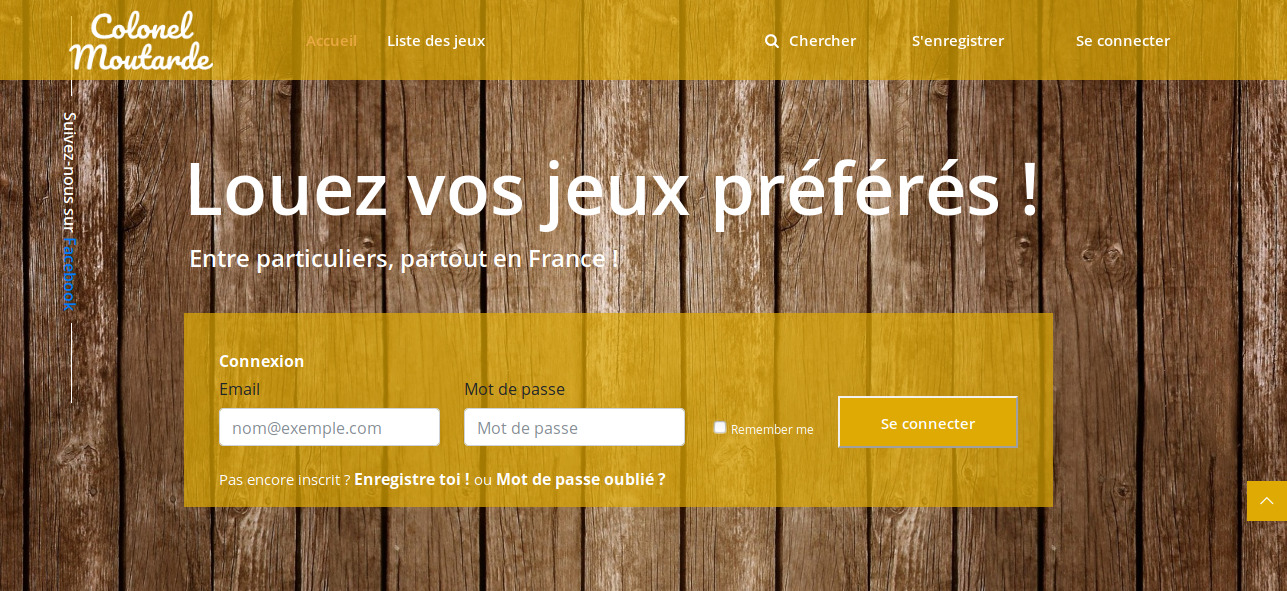 Colonel
Moutarde
Accueil
Liste des jeux
Chercher
S'enregistrer
Se connecter
Suivez-nous sur Facebook
Louez vos jeux préférés !
Entre particuliers, partout en France !
Connexion
Email
Mot de passe
nom@exemple.com
Mot de passe
Remember me
Se connecter
Pas encore inscrit ? Enregistre toi ! ou Mot de passe oublié ?